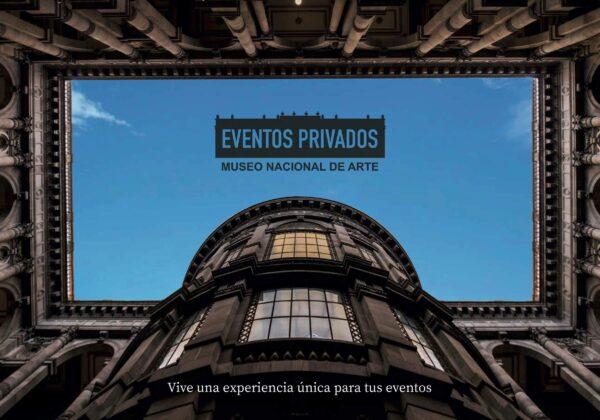 EVENTOS PRIVADOS
MUSEO NACIONAL DE ARTE
Vive una experiencia única para tus eventos